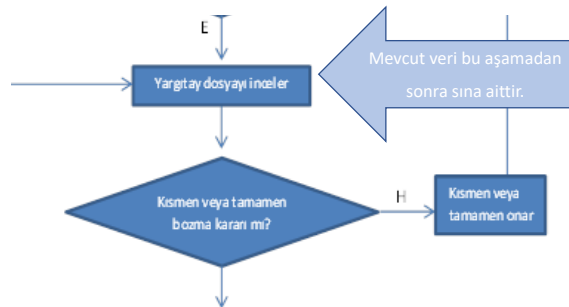 E
Mevcut veri bu aşamadan
sonra sına aittir.
Yargıtay dosyayı inceler
Kısmen veya tamamen
bozma kararı mı?
H
Kısmen veya
tamamen onar